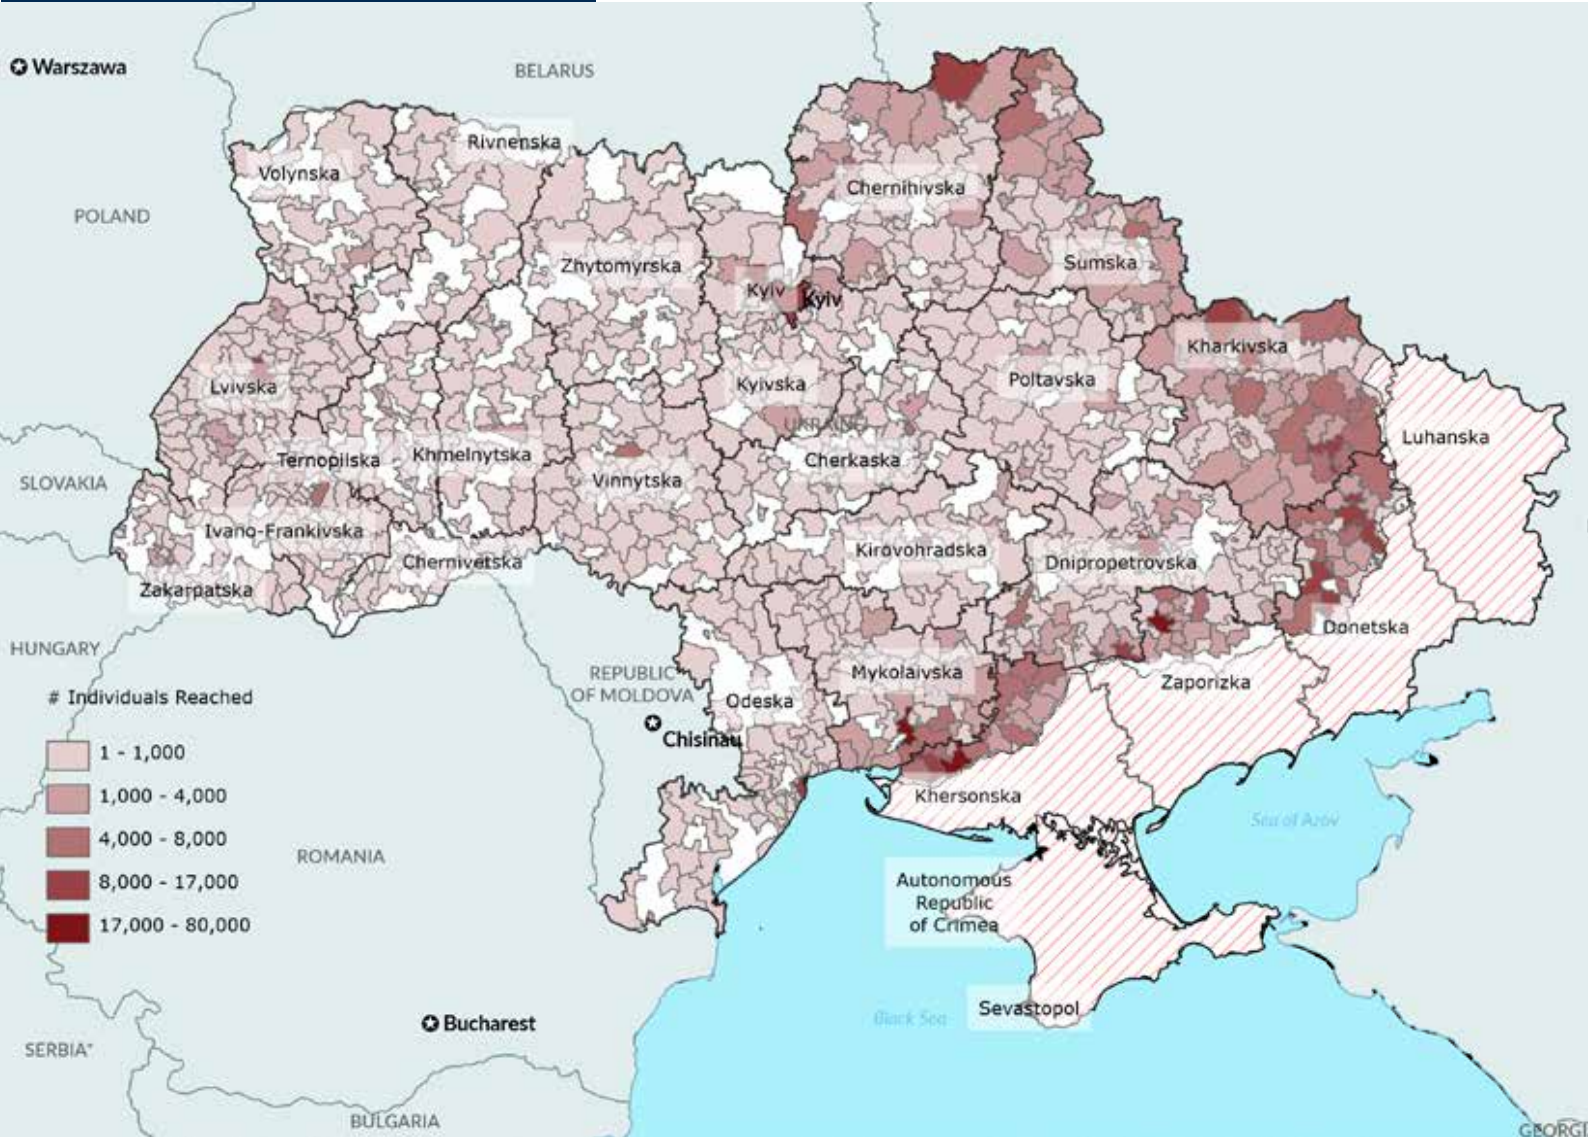 Warszawa
BELARUS
Rivnenska
Volynska
Chernihivska
POLAND
Zhytomyrska
Sumska
Kyiv
Kyiv
Kharkivska
Lvivska
Kyivska
Poltavska
UKRAINE
Luhanska
Ternopilska
Khmelnytska
Cherkaska
SLOVAKIA
Vinnytska
Ivano-Frankivska
Kirovohradska
Chernivetska
Dnipropetrovska
Zakarpatska
Donetska
HUNGARY
REPUBLIC
OF MOLDOVA
Mykolaivska
Zaporizka
# Individuals Reached
Odeska
Chisinau
1 - 1,000
1,000 - 4,000
4,000 - 8,000
8,000 - 17,000
17,000 - 80,000
Khersonska
Sea of Azov
ROMANIA
Autonomous
Republic
of Crimea
Sevastopol
Black Sea
Bucharest
SERBIA*
BULGARIA
GEORGI